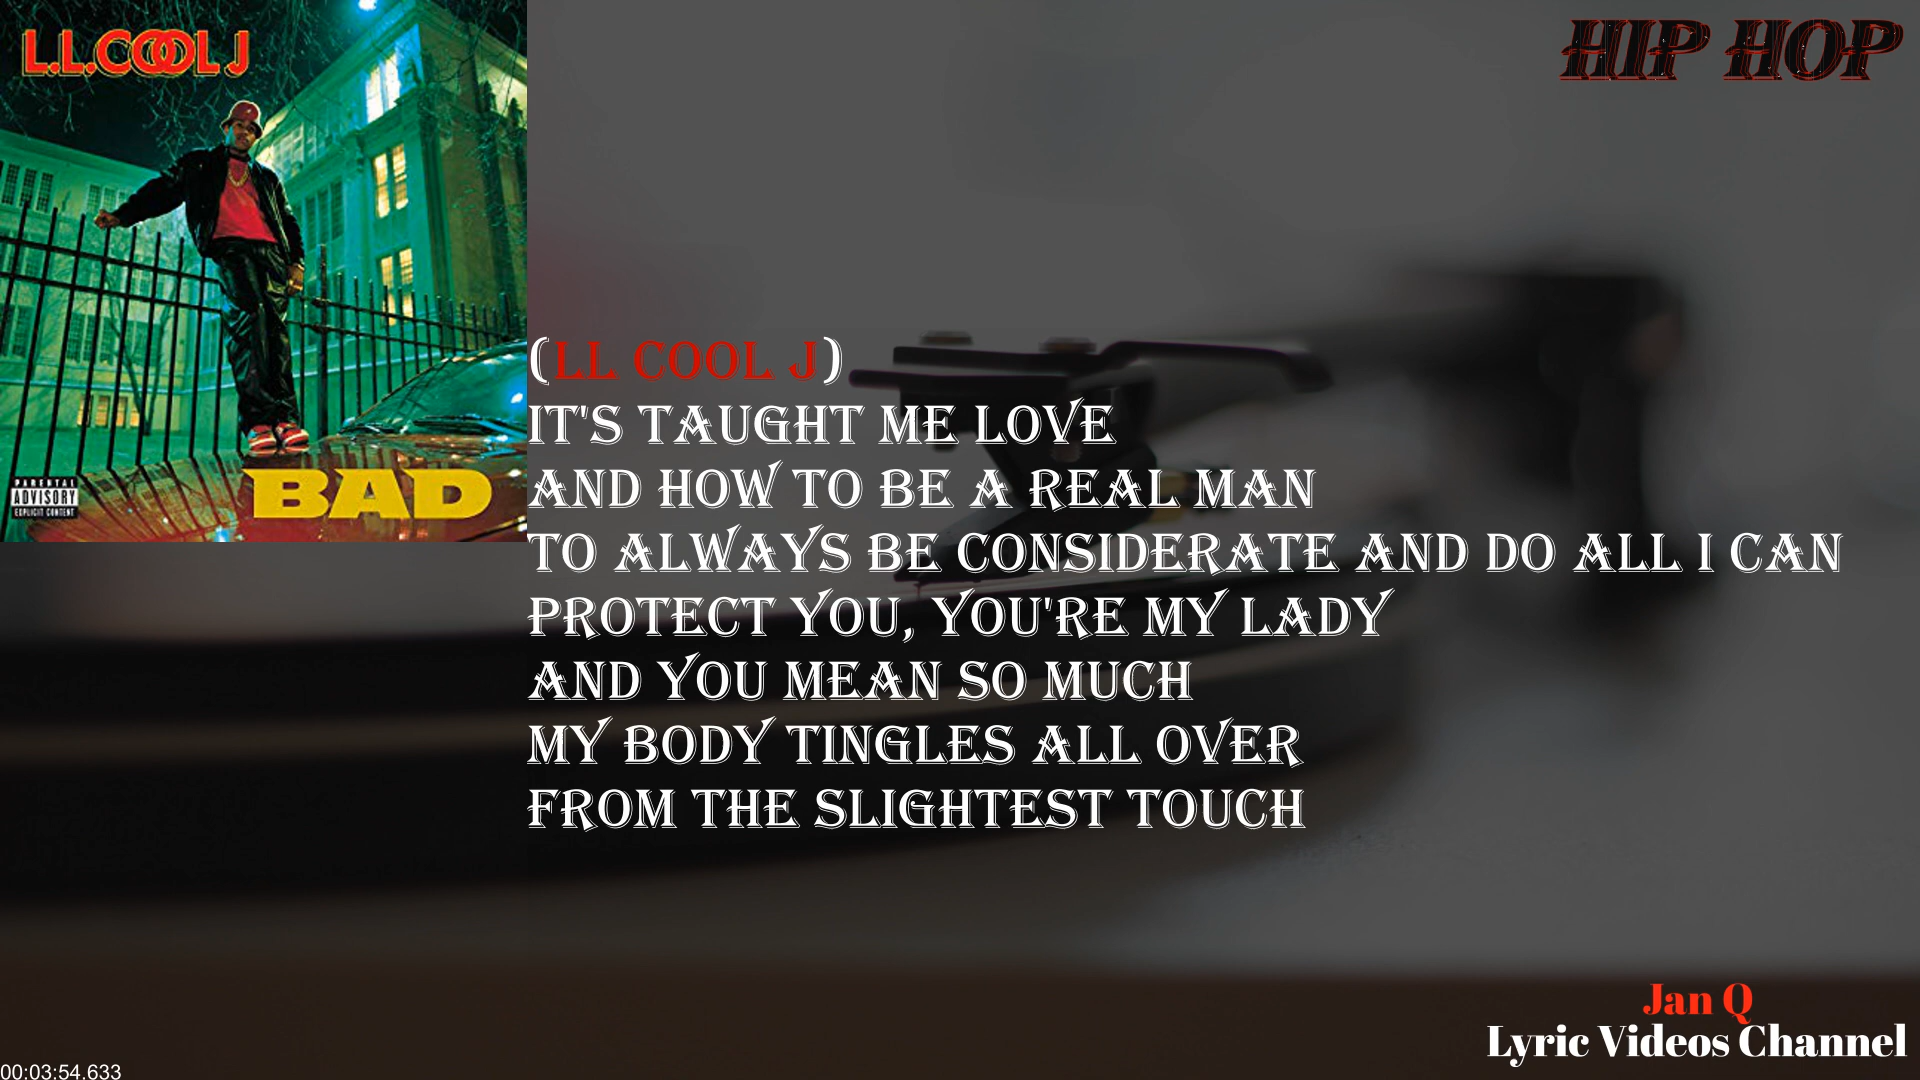 L.L.COOL J
HIP HOP
BAD
PARENTAL
ADVISORY
EXPLICIT CONTENT
(LL COOL J)
IT'S TAUGHT ME LOVE
AND HOW TO BE A REAL MAN
TO ALWAYS BE CONSIDERATE AND DO ALL I CAN
PROTECT YOU, YOU'RE MY LADY
AND YOU MEAN SO MUCH
MY BODY TINGLES ALL OVER
FROM THE SLIGHTEST TOUCH
Jan Q
Lyric Videos Channel
00:03:54.633